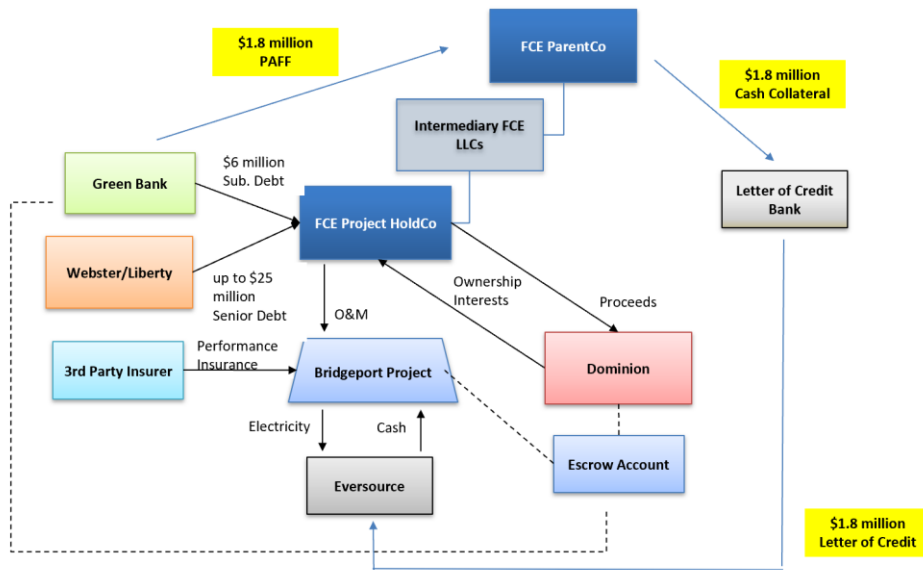 $1.8 million
PAFF
FCE ParentCo
$1.8 million
Cash Collateral
Intermediary FCE
LLCs
Green Bank
$6 million
Sub. Debt
Letter of Credit
Bank
FCE Project HoldCo
Webster/Liberty
up to $25
million
Senior Debt
Ownership
Interests
Proceeds
O&M
3rd Party Insurer
Performance
Insurance
Bridgeport Project
Dominion
Electricity
Cash
Escrow Account
Eversource
$1.8 million
Letter of Credit